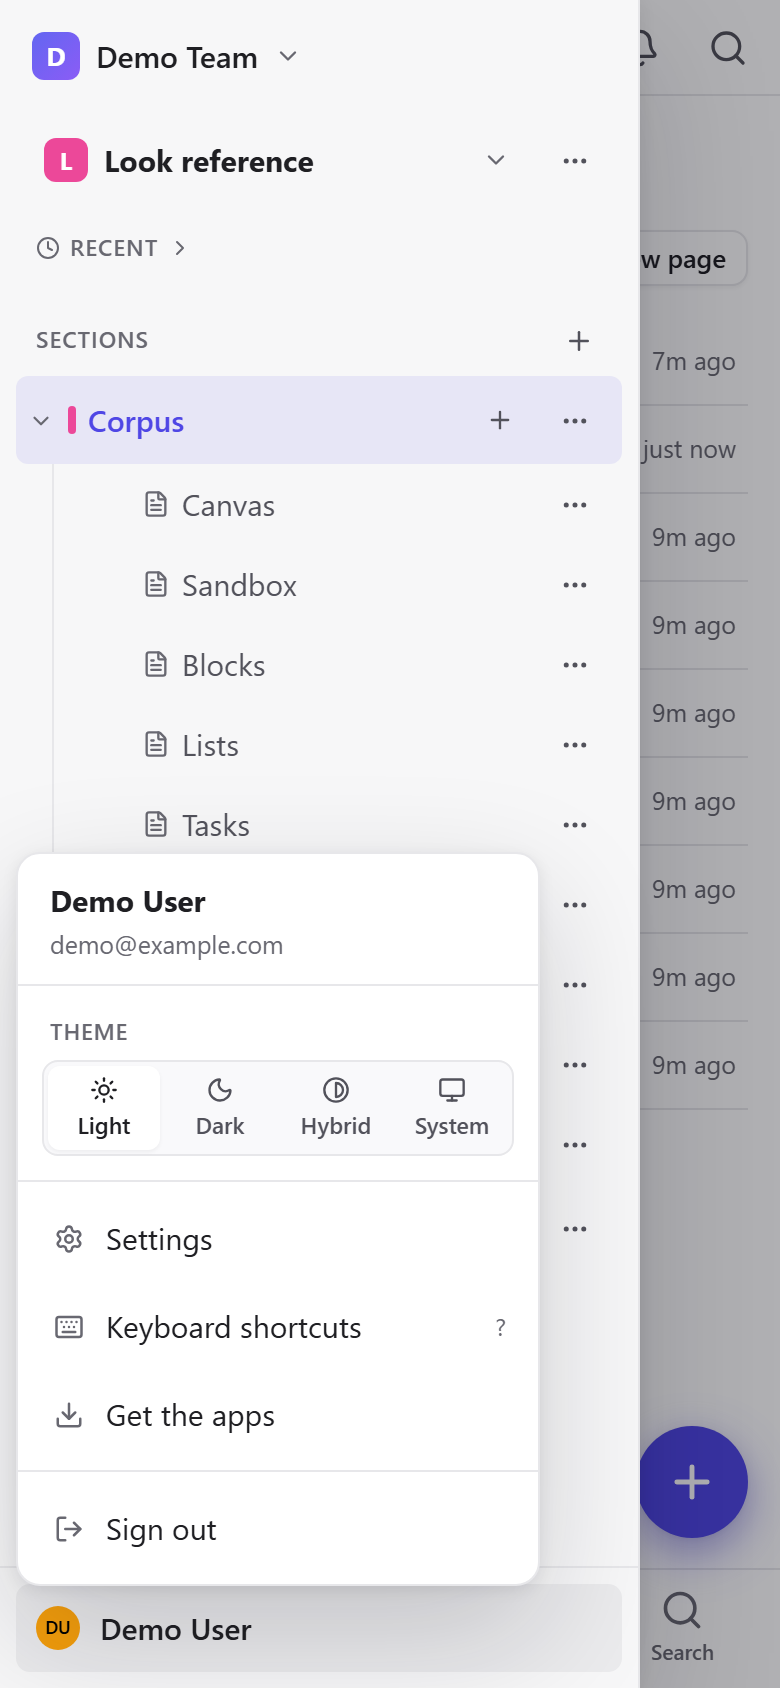 D Demo Team
L Look reference
RECENT
SECTIONS
Corpus
Canvas
Sandbox
Blocks
Lists
Tasks
Demo User
demo@example.com
THEME
Light Dark Hybrid System
Settings
Keyboard shortcuts ?
Get the apps
Sign out
DU Demo User
w page
7m ago
just now
9m ago
9m ago
9m ago
9m ago
9m ago
9m ago
9m ago
Search